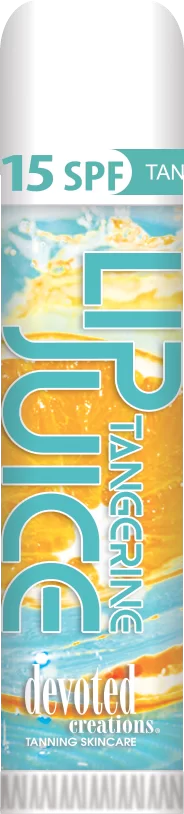 15 SPF TAN
LIP
JUICE
TANGERINE
devoted
creations®
TANNING SKINCARE